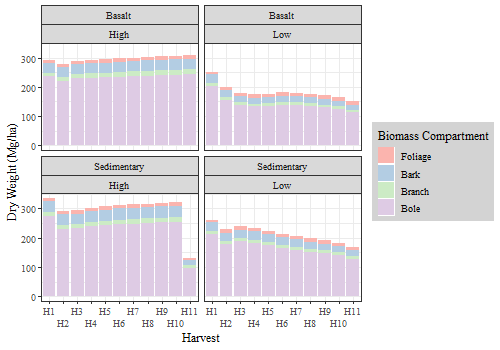 Basalt
Basalt
High
Low
300
200
100
0
Sedimentary
Sedimentary
High
Low
300
200
100
0
H1 H3 H5 H7 H9 H11
H2 H4 H6 H8 H10
H1 H3 H5 H7 H9 H11
H2 H4 H6 H8 H10
Harvest
Dry Weight (Mg/ha)
Biomass Compartment
Foliage
Bark
Branch
Bole